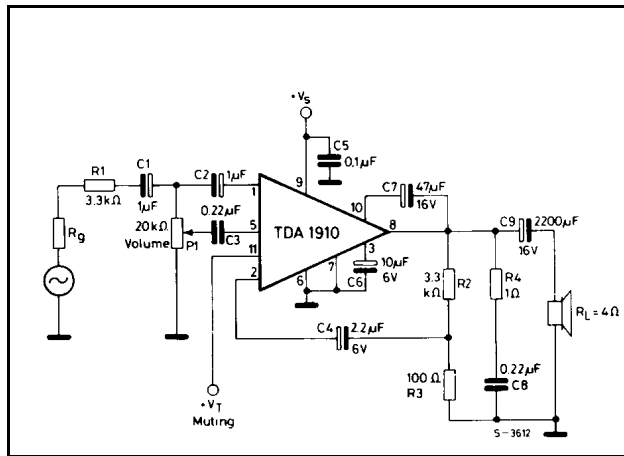 +VS
C5
0.1µF
R1
3.3kΩ
C1
1µF
C2
1µF
9
1
C7
47µF
16V
10
20kΩ
Volume
P1
0.22µF
C3
5
TDA 1910
8
C9
2200µF
16V
Rg
11
2
3
10µF
6V
C6
6
7
3.3
kΩ
R2
R4
1Ω
RL=4Ω
C4
2.2µF
6V
100Ω
R3
0.22µF
C8
+VT
Muting
S-3612